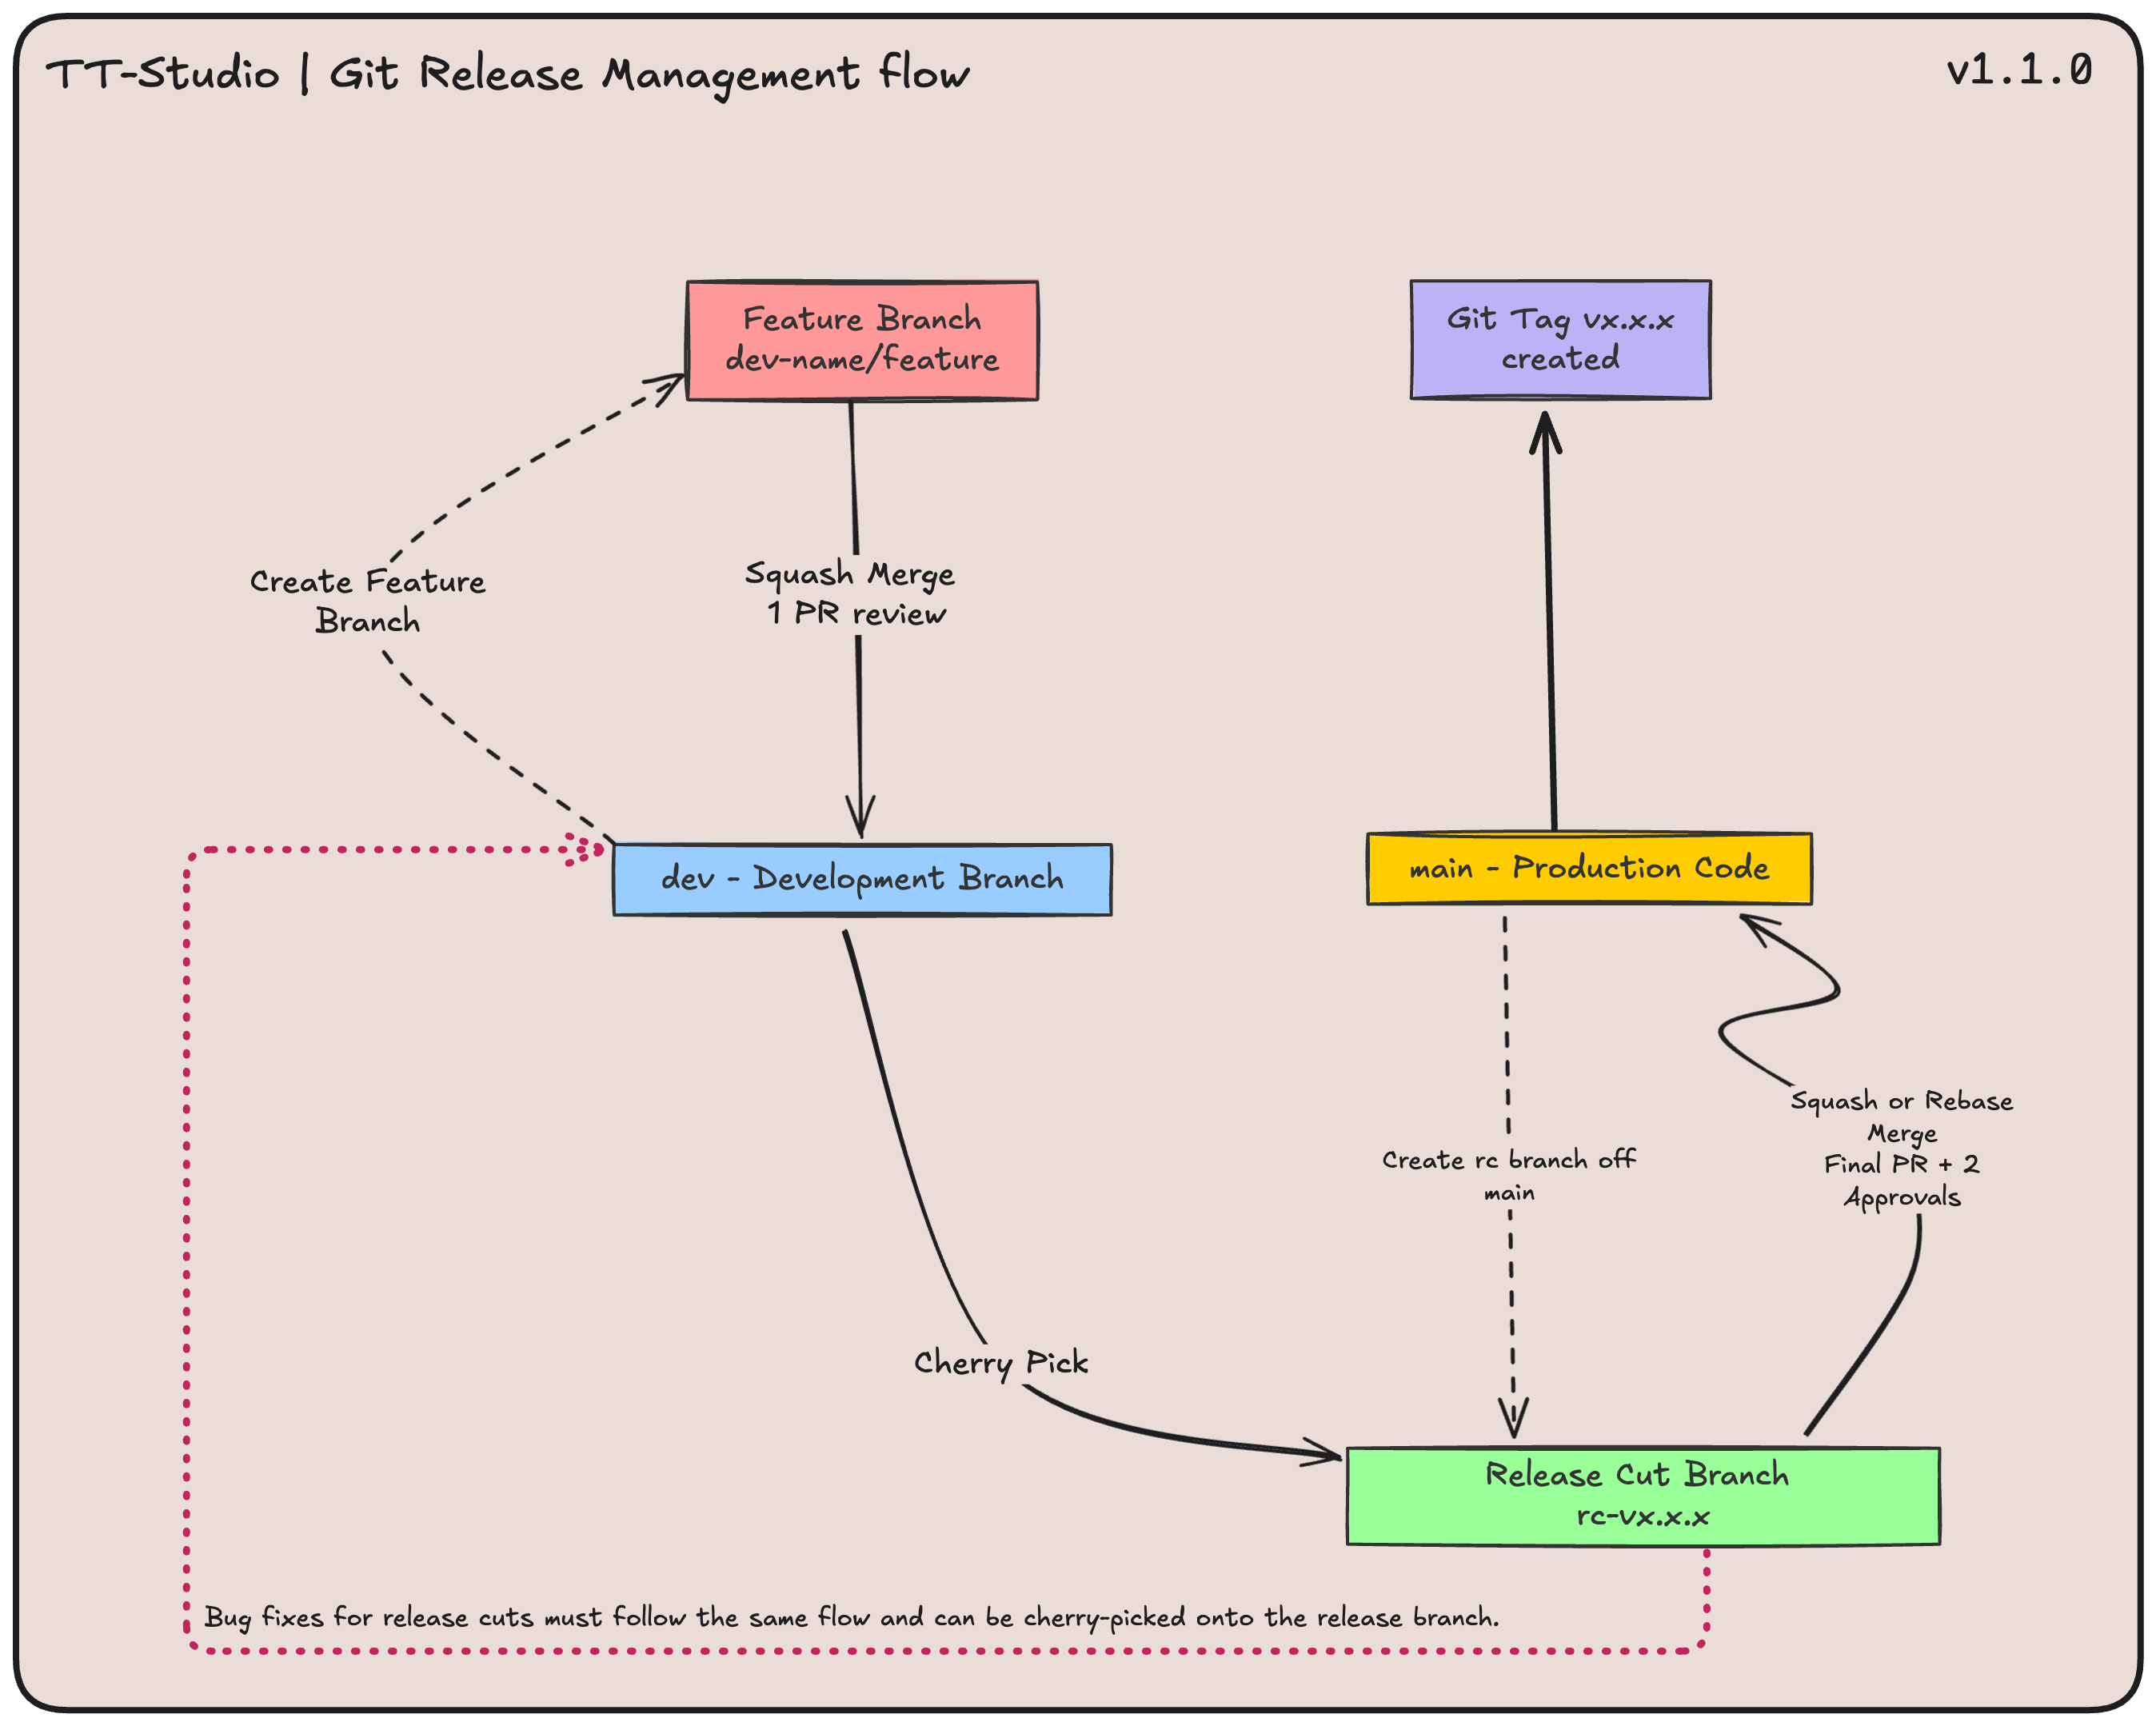 TT-Studio | Git Release Management flow
v1.1.0
Feature Branch
dev-name/feature
Git Tag vx.x.x
created
Create Feature
Branch
Squash Merge
1 PR review
dev - Development Branch
main - Production Code
Squash or Rebase
Merge
Final PR + 2
Approvals
Create rc branch off
main
Cherry Pick
Release Cut Branch
rc-vx.x.x
Bug fixes for release cuts must follow the same flow and can be cherry-picked onto the release branch.